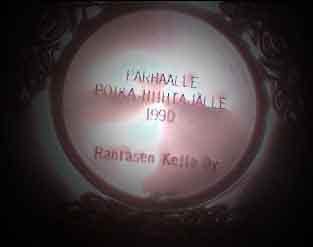 PARHAALLE
POIKA-HIIHTÄJÄLLE
1990
Rantasen Kello Oy